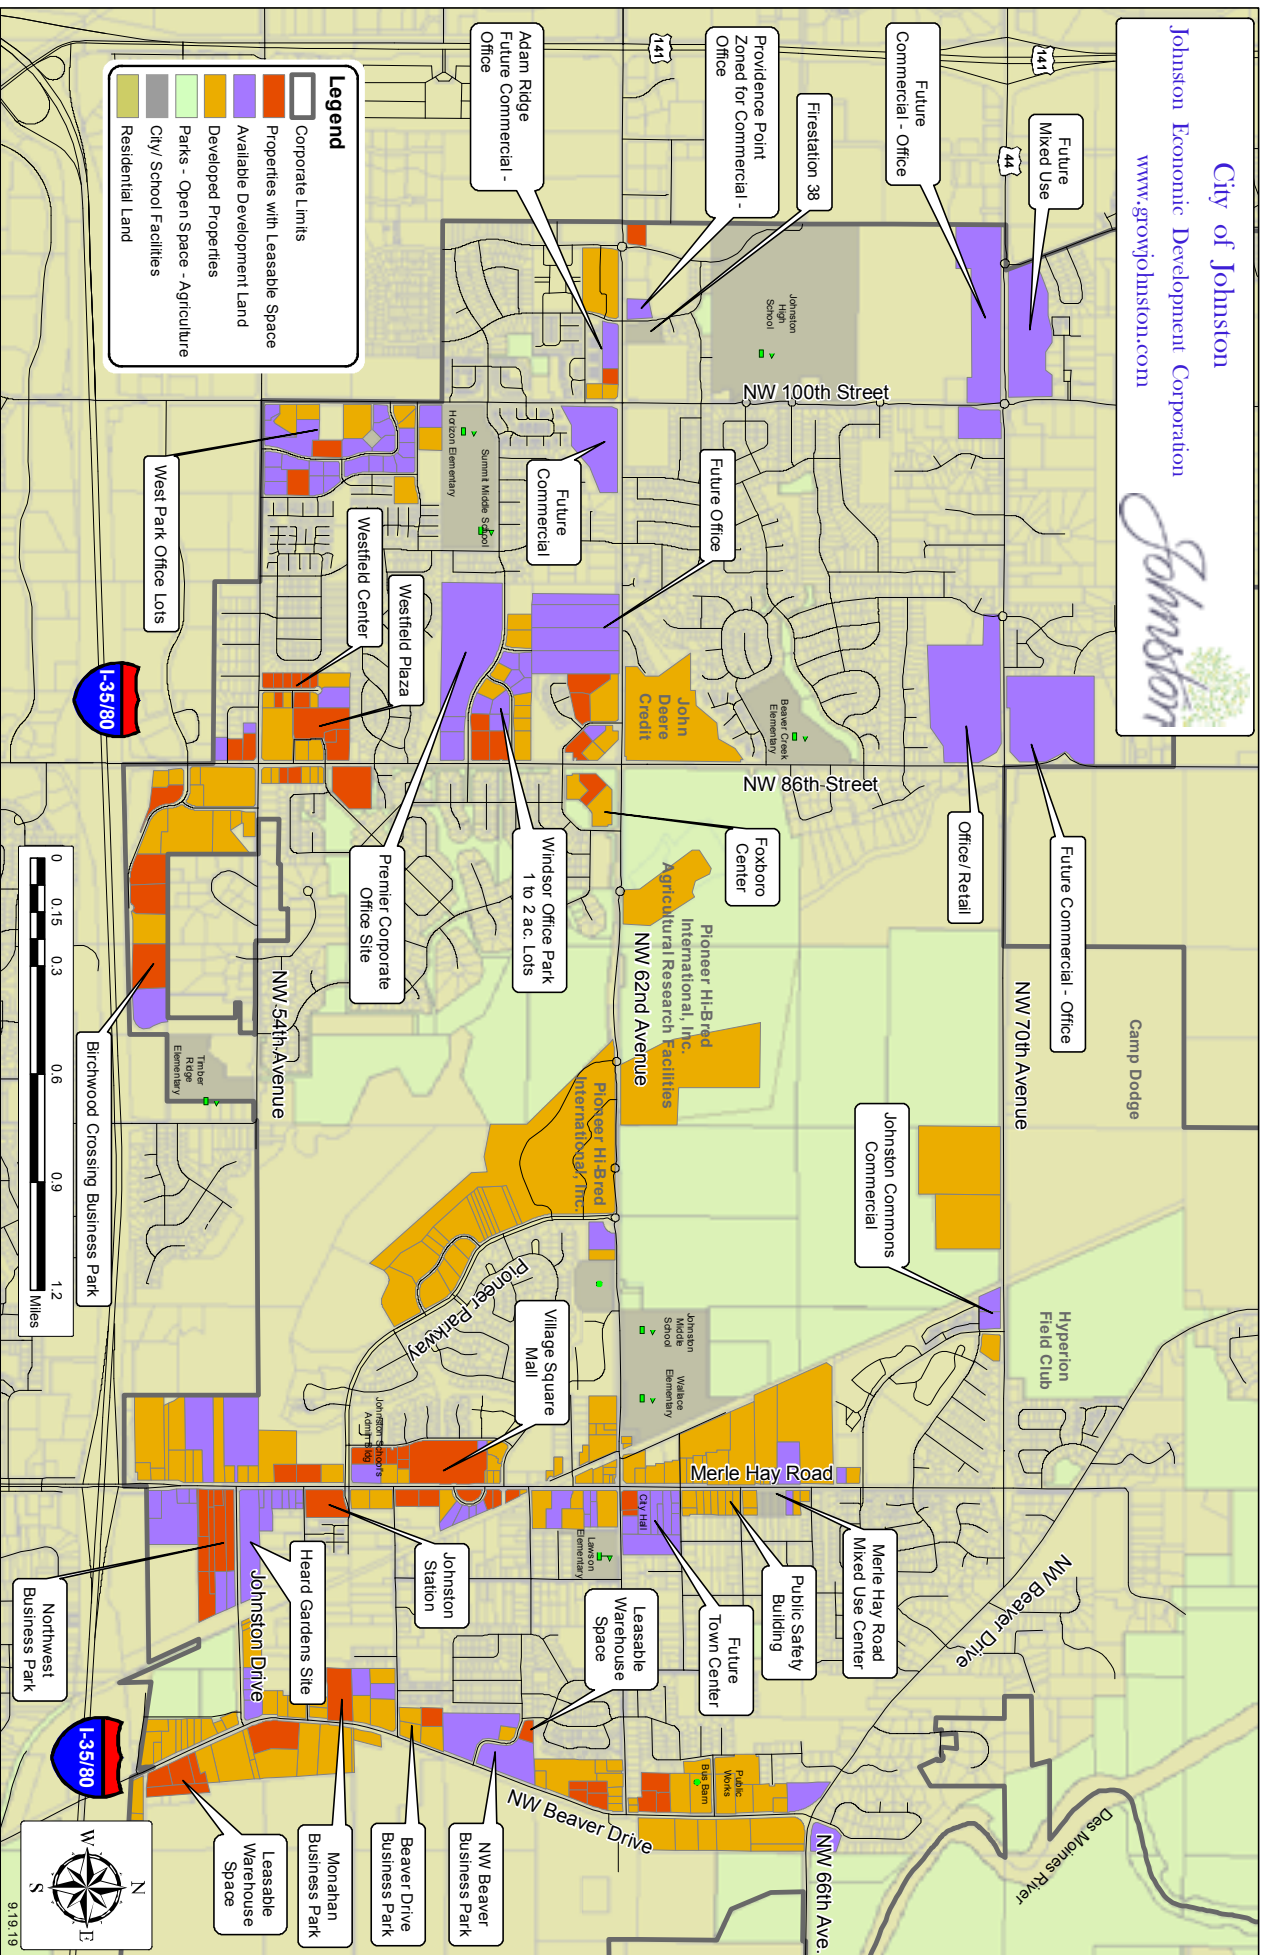 City of Johnston
Johnston Economic Development Corporation
www.growjohnston.com
Johnston
141
141
44
Future
Mixed Use
Future
Commercial - Office
Providence Point
Zoned for Commercial -
Office
Firestation 38
Adam Ridge
Future Commercial -
Office
Legend
Corporate Limits
Properties with Leasable Space
Available Development Land
Developed Properties
Parks - Open Space - Agriculture
City/ School Facilities
Residential Land
Johnston
High
School
NW 100th Street
Horizon Elementary
Summit Middle School
Future
Commercial
Future Office
West Park Office Lots
Westfield Center
Westfield Plaza
I-35/80
John
Deere
Credit
Beaver Creek
Elementary
NW 86th Street
Future Commercial - Office
Office/ Retail
Foxboro
Center
Windsor Office Park
1 to 2 ac. Lots
Premier Corporate
Office Site
NW 70th Avenue
NW 62nd Avenue
NW 54th Avenue
Pioneer Hi-Bred
International, Inc.
Agricultural Research Facilities
Pioneer Hi-Bred
International, Inc.
Camp Dodge
Timber
Ridge
Elementary
Birchwood Crossing Business Park
0 0.15 0.3 0.6 0.9 1.2
Miles
Johnston Commons
Commercial
Hyperion
Field Club
Pioneer Parkway
Village Square
Mall
Johnston
Middle
School
Wallace
Elementary
Johnston Schools
Admin Bldg
Merle Hay Road
City Hall
Lawson
Elementary
Merle Hay Road
Mixed Use Center
Public Safety
Building
Future
Town Center
Leasable
Warehouse
Space
Johnston
Station
Heard Gardens Site
Johnston Drive
Northwest
Business Park
NW Beaver Drive
Des Moines River
Public
Works
Bus Barn
NW 66th Ave.
NW Beaver Drive
NW Beaver
Business Park
Beaver Drive
Business Park
Monahan
Business Park
Leasable
Warehouse
Space
I-35/80
N
W
E
S
9.19.19